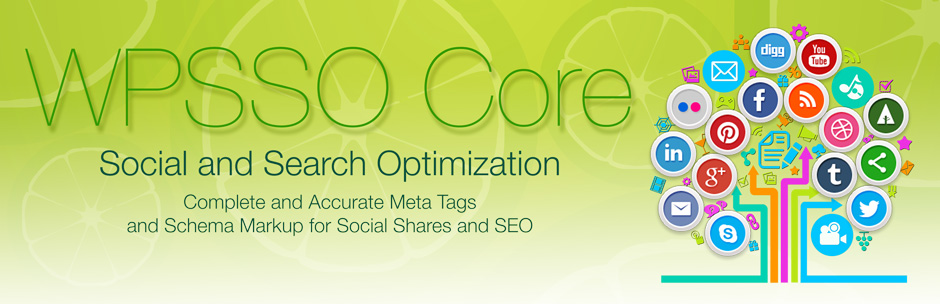 WPSSO Core
Social and Search Optimization
Complete and Accurate Meta Tags
and Schema Markup for Social Shares and SEO
digg
You
Tube
in
g+